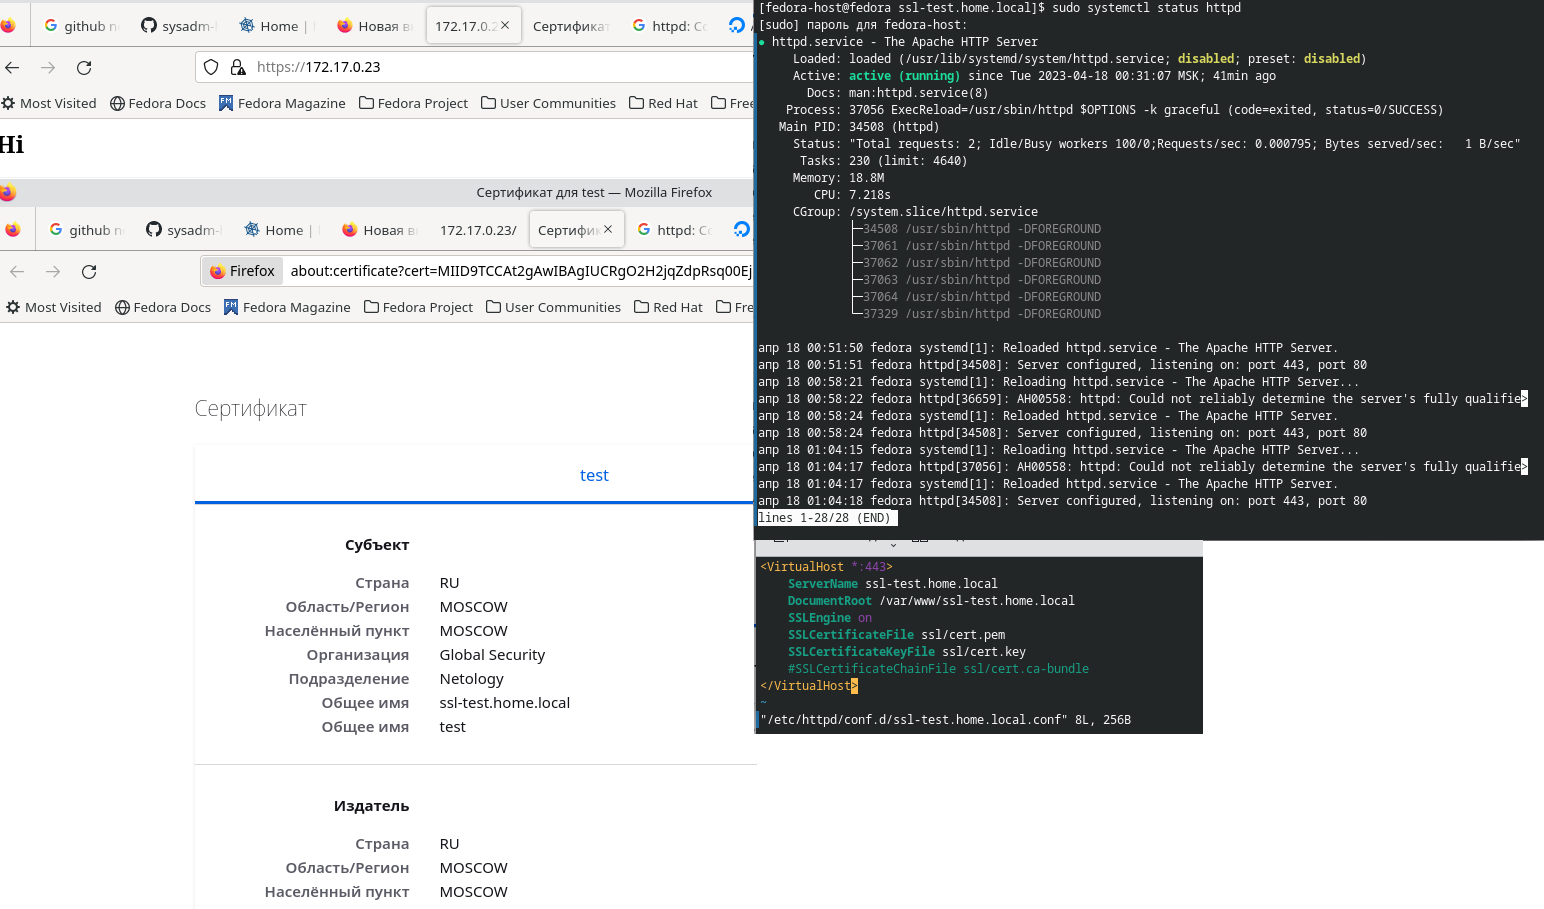 github n
sysadm-
Home |
Новая в
172.17.0.2
Сертифика
httpd: Co
https://172.17.0.23
Most Visited
Fedora Docs
Fedora Magazine
Fedora Project
User Communities
Red Hat
Free
Hi
Сертификат для test — Mozilla Firefox
github n
sysadm-
Home |
Новая в
172.17.0.23/
Сертифик
httpd: Co
Firefox
about:certificate?cert=MIID9TCCAt2gAwIBAgIUCRgO2H2jqZdpRsq00Ej
Most Visited
Fedora Docs
Fedora Magazine
Fedora Project
User Communities
Red Hat
Fre
Сертификат
test
Субъект
Страна RU
Область/Регион MOSCOW
Населённый пункт MOSCOW
Организация Global Security
Подразделение Netology
Общее имя ssl-test.home.local
Общее имя test
Издатель
Страна RU
Область/Регион MOSCOW
Населённый пункт MOSCOW
[fedora-host@fedora ssl-test.home.local]$ sudo systemctl status httpd
[sudo] пароль для fedora-host:
● httpd.service - The Apache HTTP Server
Loaded: loaded (/usr/lib/systemd/system/httpd.service; disabled; preset: disabled)
Active: active (running) since Tue 2023-04-18 00:31:07 MSK; 41min ago
Docs: man:httpd.service(8)
Process: 37056 ExecReload=/usr/sbin/httpd $OPTIONS -k graceful (code=exited, status=0/SUCCESS)
Main PID: 34508 (httpd)
Status: "Total requests: 2; Idle/Busy workers 100/0;Requests/sec: 0.000795; Bytes served/sec:   1 B/sec"
Tasks: 230 (limit: 4640)
Memory: 18.8M
CPU: 7.218s
CGroup: /system.slice/httpd.service
├─34508 /usr/sbin/httpd -DFOREGROUND
├─37061 /usr/sbin/httpd -DFOREGROUND
├─37062 /usr/sbin/httpd -DFOREGROUND
├─37063 /usr/sbin/httpd -DFOREGROUND
├─37064 /usr/sbin/httpd -DFOREGROUND
└─37329 /usr/sbin/httpd -DFOREGROUND
апр 18 00:51:50 fedora systemd[1]: Reloaded httpd.service - The Apache HTTP Server.
апр 18 00:51:51 fedora httpd[34508]: Server configured, listening on: port 443, port 80
апр 18 00:58:21 fedora systemd[1]: Reloading httpd.service - The Apache HTTP Server...
апр 18 00:58:22 fedora httpd[36659]: AH00558: httpd: Could not reliably determine the server's fully qualifie>
апр 18 00:58:24 fedora systemd[1]: Reloaded httpd.service - The Apache HTTP Server.
апр 18 00:58:24 fedora httpd[34508]: Server configured, listening on: port 443, port 80
апр 18 01:04:15 fedora systemd[1]: Reloading httpd.service - The Apache HTTP Server...
апр 18 01:04:17 fedora httpd[37056]: AH00558: httpd: Could not reliably determine the server's fully qualifie>
апр 18 01:04:17 fedora systemd[1]: Reloaded httpd.service - The Apache HTTP Server.
апр 18 01:04:18 fedora httpd[34508]: Server configured, listening on: port 443, port 80
lines 1-28/28 (END)
<VirtualHost *:443>
ServerName ssl-test.home.local
DocumentRoot /var/www/ssl-test.home.local
SSLEngine on
SSLCertificateFile ssl/cert.pem
SSLCertificateKeyFile ssl/cert.key
#SSLCertificateChainFile ssl/cert.ca-bundle
</VirtualHost>
~
"/etc/httpd/conf.d/ssl-test.home.local.conf" 8L, 256B